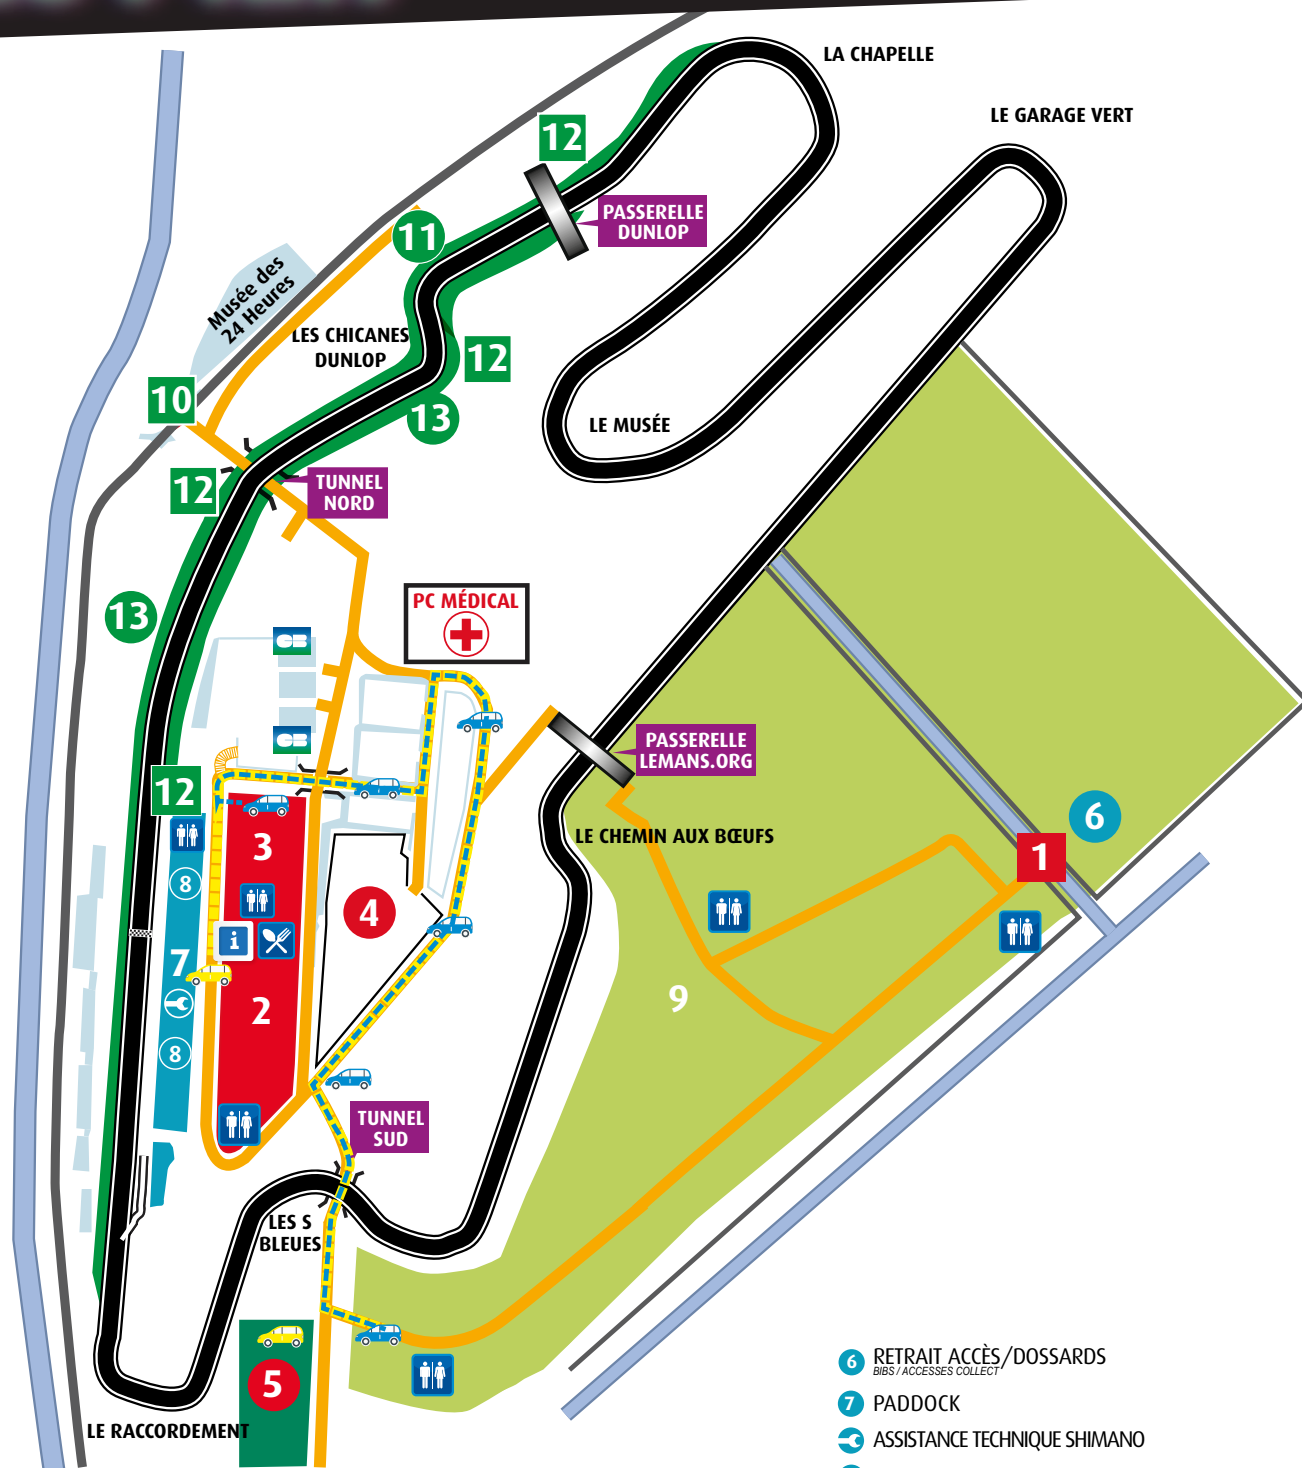 LA CHAPELLE
LE GARAGE VERT
12
PASSERELLE
DUNLOP
11
Musée des
24 Heures
LES CHICANES
DUNLOP
12
10
13
LE MUSÉE
12
TUNNEL
NORD
13
PC MÉDICAL
CB
CB
PASSERELLE
LEMANS.ORG
12
3
LE CHEMIN AUX BŒUFS
6
1
8
4
i
7
9
2
8
TUNNEL
SUD
LES S
BLEUES
5
LE RACCORDEMENT
6 RETRAIT ACCÈS/DOSSARDS
BIBS / ACCESSES COLLECT
7 PADDOCK
ASSISTANCE TECHNIQUE SHIMANO